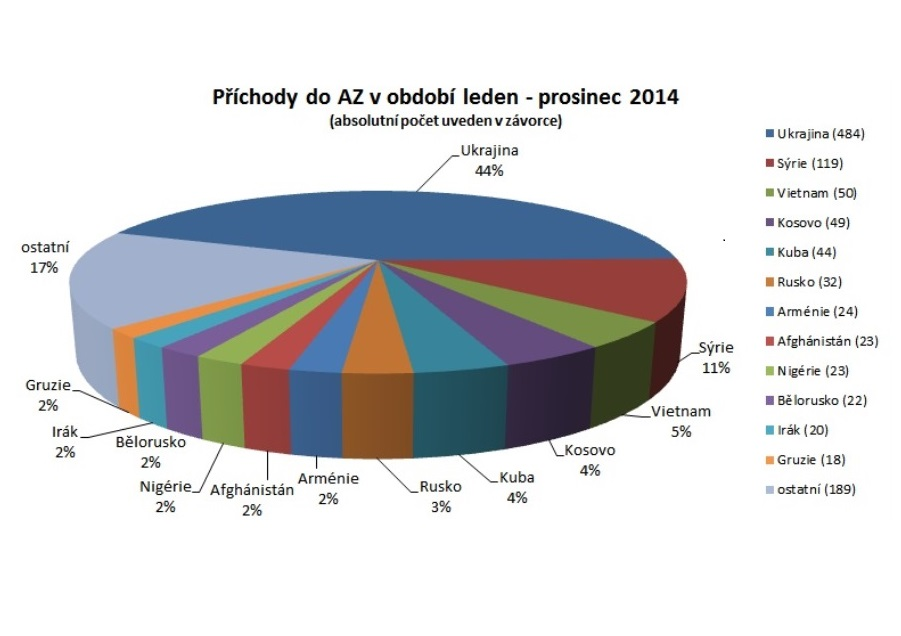 Příchody do AZ v období leden - prosinec 2014
(absolutní počet uveden v závorce)
Ukrajina
44%
ostatní
17%
Sýrie
11%
Gruzie
2%
Vietnam
5%
Irák
2%
Bělorusko
2%
Kosovo
4%
Nigérie
2%
Afghánistán
2%
Arménie
2%
Rusko
3%
Kuba
4%
Ukrajina (484)
Sýrie (119)
Vietnam (50)
Kosovo (49)
Kuba (44)
Rusko (32)
Arménie (24)
Afghánistán (23)
Nigérie (23)
Bělorusko (22)
Irák (20)
Gruzie (18)
ostatní (189)